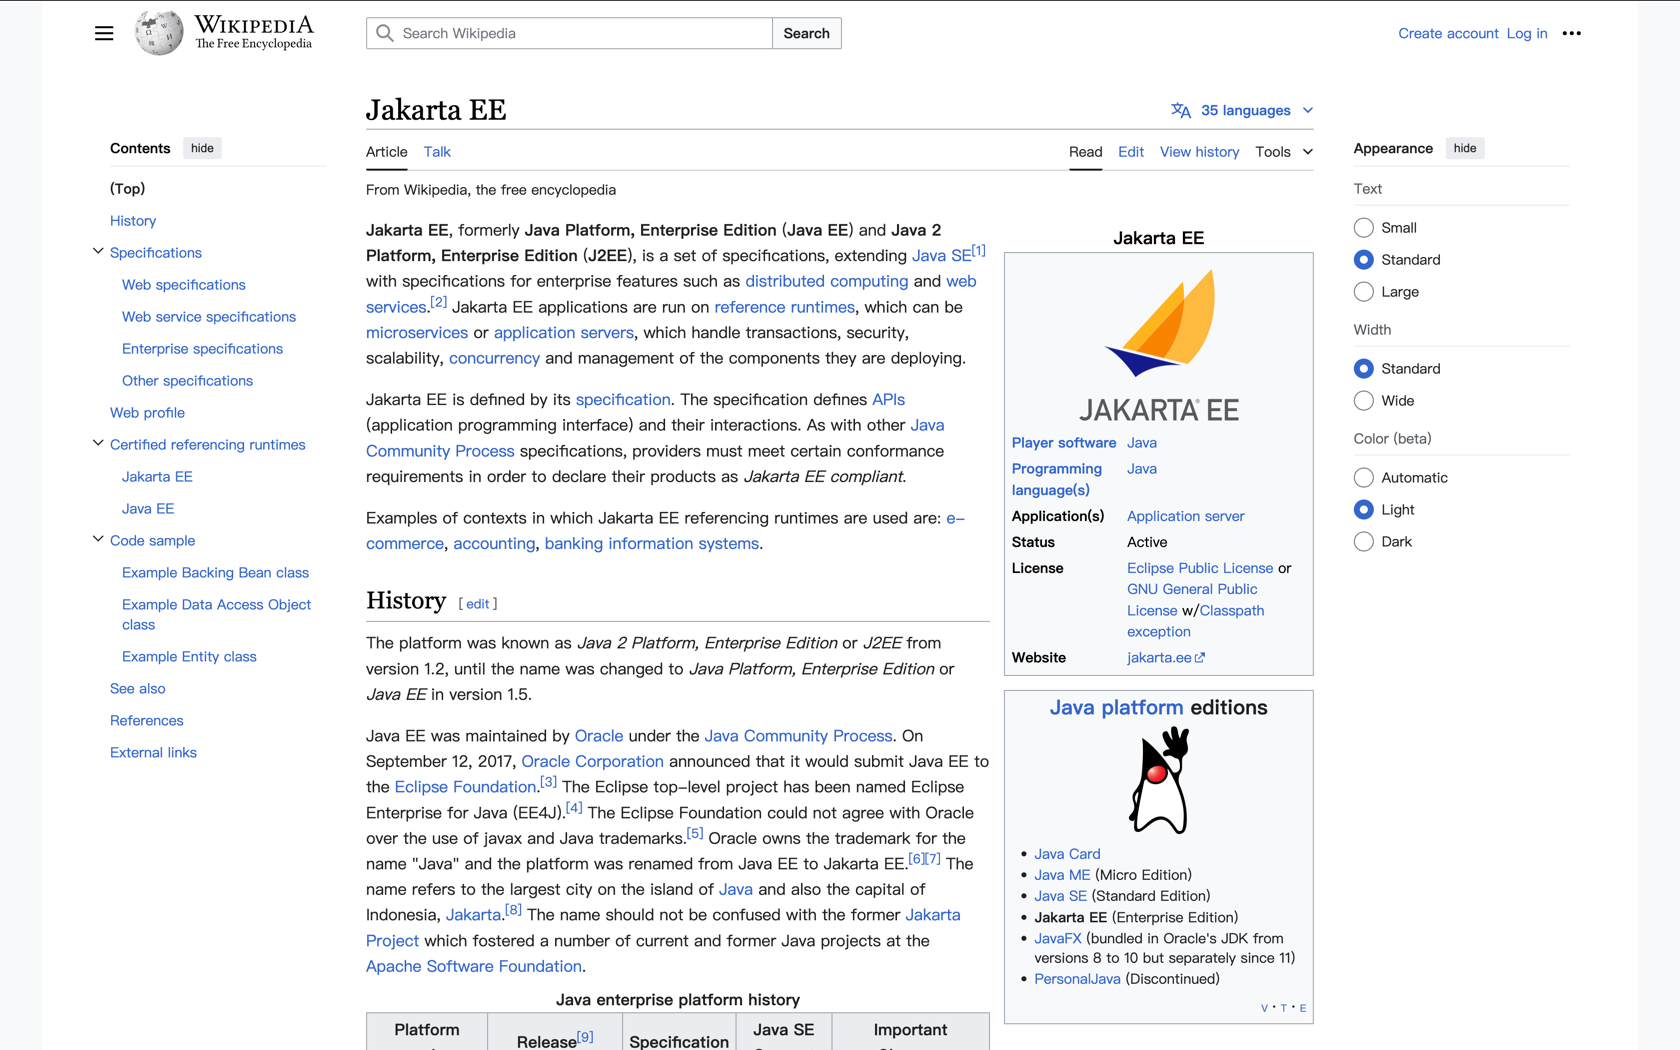 WIKIPEDIA
The Free Encyclopedia
Search Wikipedia
Search
Create account Log in
Contents hide
(Top)
History
Specifications
Web specifications
Web service specifications
Enterprise specifications
Other specifications
Web profile
Certified referencing runtimes
Jakarta EE
Java EE
Code sample
Example Backing Bean class
Example Data Access Object
class
Example Entity class
See also
References
External links
Jakarta EE
35 languages
Article Talk
Read Edit View history Tools
From Wikipedia, the free encyclopedia
Jakarta EE, formerly Java Platform, Enterprise Edition (Java EE) and Java 2
Platform, Enterprise Edition (J2EE), is a set of specifications, extending Java SE[1]
with specifications for enterprise features such as distributed computing and web
services.[2] Jakarta EE applications are run on reference runtimes, which can be
microservices or application servers, which handle transactions, security,
scalability, concurrency and management of the components they are deploying.
Jakarta EE is defined by its specification. The specification defines APIs
(application programming interface) and their interactions. As with other Java
Community Process specifications, providers must meet certain conformance
requirements in order to declare their products as Jakarta EE compliant.
Examples of contexts in which Jakarta EE referencing runtimes are used are: e-
commerce, accounting, banking information systems.
History [ edit ]
The platform was known as Java 2 Platform, Enterprise Edition or J2EE from
version 1.2, until the name was changed to Java Platform, Enterprise Edition or
Java EE in version 1.5.
Java EE was maintained by Oracle under the Java Community Process. On
September 12, 2017, Oracle Corporation announced that it would submit Java EE to
the Eclipse Foundation.[3] The Eclipse top-level project has been named Eclipse
Enterprise for Java (EE4J).[4] The Eclipse Foundation could not agree with Oracle
over the use of javax and Java trademarks.[5] Oracle owns the trademark for the
name "Java" and the platform was renamed from Java EE to Jakarta EE.[6][7] The
name refers to the largest city on the island of Java and also the capital of
Indonesia, Jakarta.[8] The name should not be confused with the former Jakarta
Project which fostered a number of current and former Java projects at the
Apache Software Foundation.
Java enterprise platform history
Platform Release[9] Specification Java SE Important
Jakarta EE
JAKARTA® EE
Player software Java
Programming Java
language(s)
Application(s) Application server
Status Active
License Eclipse Public License or
GNU General Public
License w/Classpath
exception
Website jakarta.ee
Java platform editions
• Java Card
• Java ME (Micro Edition)
• Java SE (Standard Edition)
• Jakarta EE (Enterprise Edition)
• JavaFX (bundled in Oracle's JDK from
versions 8 to 10 but separately since 11)
• PersonalJava (Discontinued)
V · T · E
Appearance hide
Text
Small
Standard
Large
Width
Standard
Wide
Color (beta)
Automatic
Light
Dark